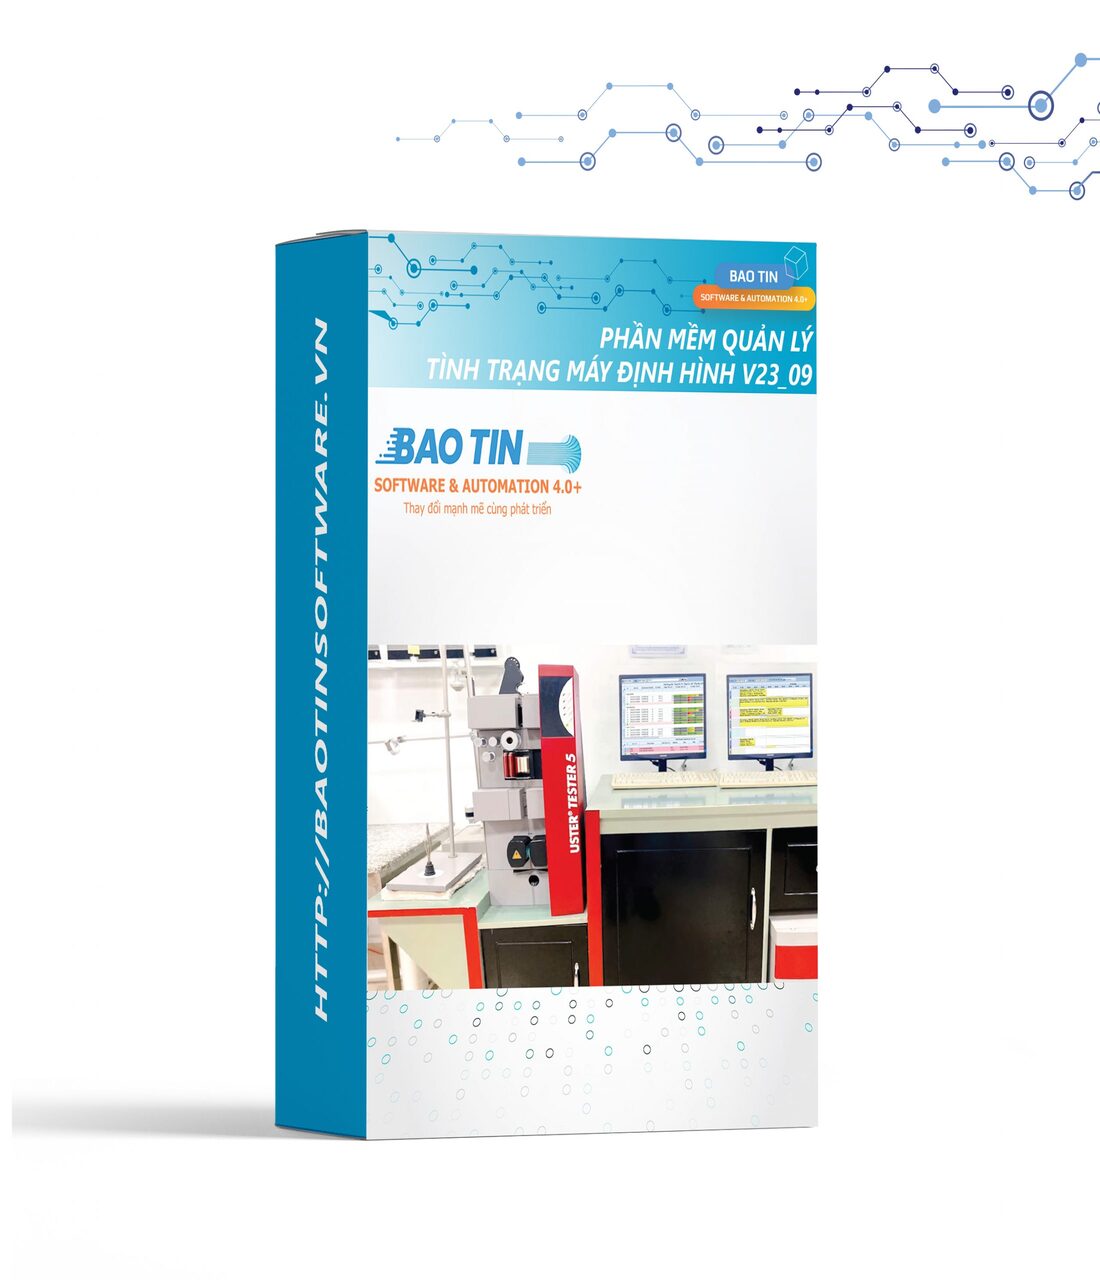 BAO TIN
SOFTWARE & AUTOMATION 4.0+
PHẦN MỀM QUẢN LÝ
TÌNH TRẠNG MÁY ĐỊNH HÌNH V23_09
BAO TIN
SOFTWARE & AUTOMATION 4.0+
Thay đổi mạnh mẽ cùng phát triển
HTTP://BAOTINSOFTWARE.VN
USTER® TESTER 5